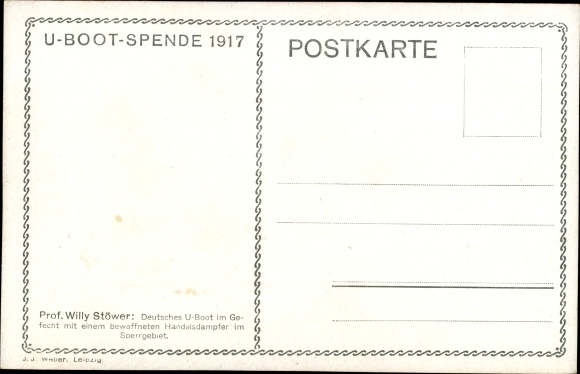 U-BOOT-SPENDE 1917
POSTKARTE
Prof. Willy Stöwer: Deutsches U-Boot im Ge-
fecht mit einem bewaffneten Handelsdampfer im
Sperrgebiet.
J. J. Weber, Leipzig